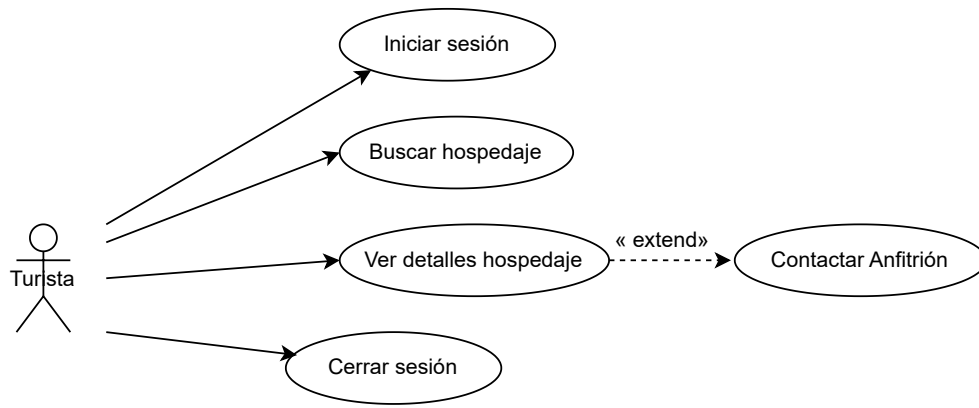 Iniciar sesión
Buscar hospedaje
Turista
Ver detalles hospedaje
« extend»
Contactar Anfitrión
Cerrar sesión